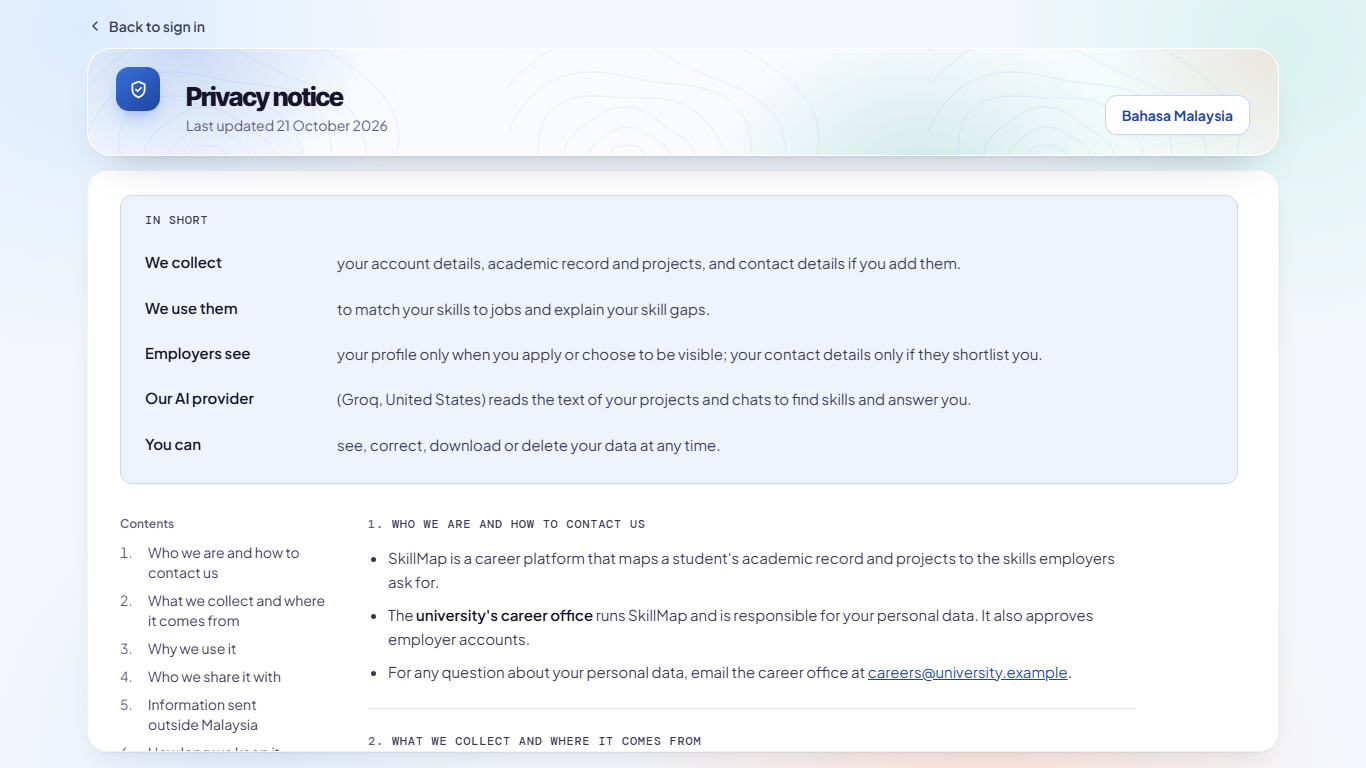 Back to sign in
Privacy notice
Last updated 21 October 2026
Bahasa Malaysia
IN SHORT
We collect
your account details, academic record and projects, and contact details if you add them.
We use them
to match your skills to jobs and explain your skill gaps.
Employers see
your profile only when you apply or choose to be visible; your contact details only if they shortlist you.
Our AI provider
(Groq, United States) reads the text of your projects and chats to find skills and answer you.
You can
see, correct, download or delete your data at any time.
Contents
1. Who we are and how to
contact us
2. What we collect and where
it comes from
3. Why we use it
4. Who we share it with
5. Information sent
outside Malaysia
1. WHO WE ARE AND HOW TO CONTACT US
• SkillMap is a career platform that maps a student's academic record and projects to the skills employers
ask for.
• The university's career office runs SkillMap and is responsible for your personal data. It also approves
employer accounts.
• For any question about your personal data, email the career office at careers@university.example.
2. WHAT WE COLLECT AND WHERE IT COMES FROM